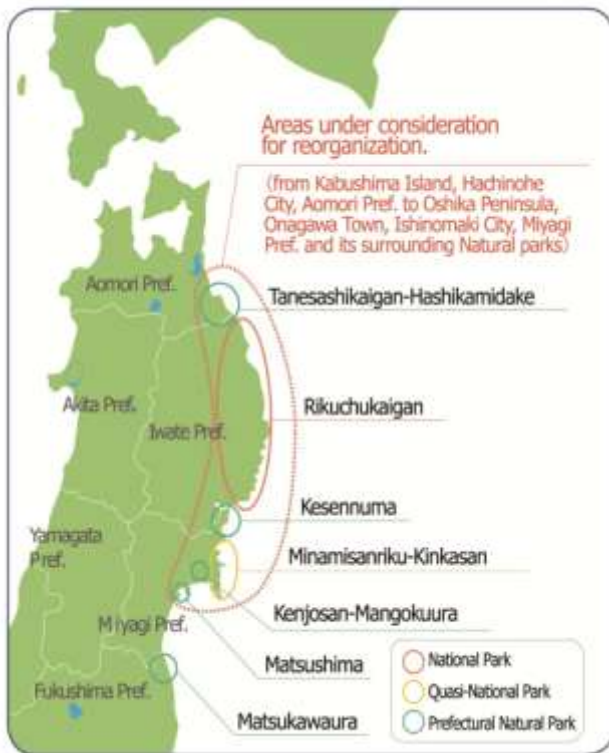 Areas under consideration
for reorganization.
(from Kabushima Island, Hachinohe
City, Aomori Pref. to Oshika Peninsula,
Onagawa Town, Ishinomaki City, Miyagi
Pref. and its surrounding Natural parks)
Aomori Pref.
Tanesashikaigan-Hashikamidake
Akita Pref.
Iwate Pref.
Rikuchukaigan
Kesennuma
Yamagata
Pref.
Minamisanriku-Kinkasan
Kenjosan-Mangokuura
Miyagi Pref.
Matsushima
Fukushima Pref.
Matsukawaura
National Park
Quasi-National Park
Prefectural Natural Park